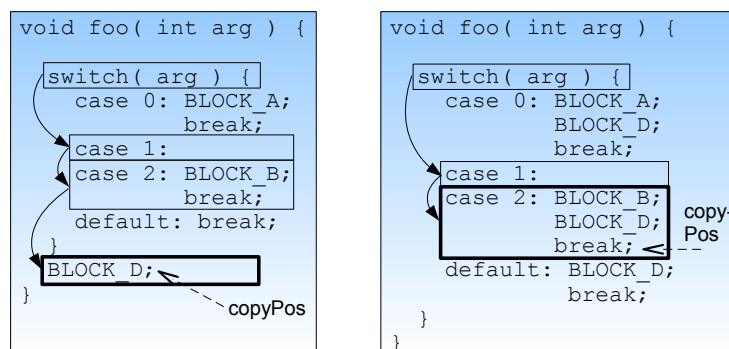 void foo( int arg ) {
switch( arg ) {
case 0: BLOCK_A;
break;
case 1:
case 2: BLOCK_B;
break;
default: break;
}
BLOCK_D;
}
copyPos
void foo( int arg ) {
switch( arg ) {
case 0: BLOCK_A;
BLOCK_D;
break;
case 1:
case 2: BLOCK_B;
BLOCK_D;
break;
default: BLOCK_D;
break;
}
}
copy-
Pos